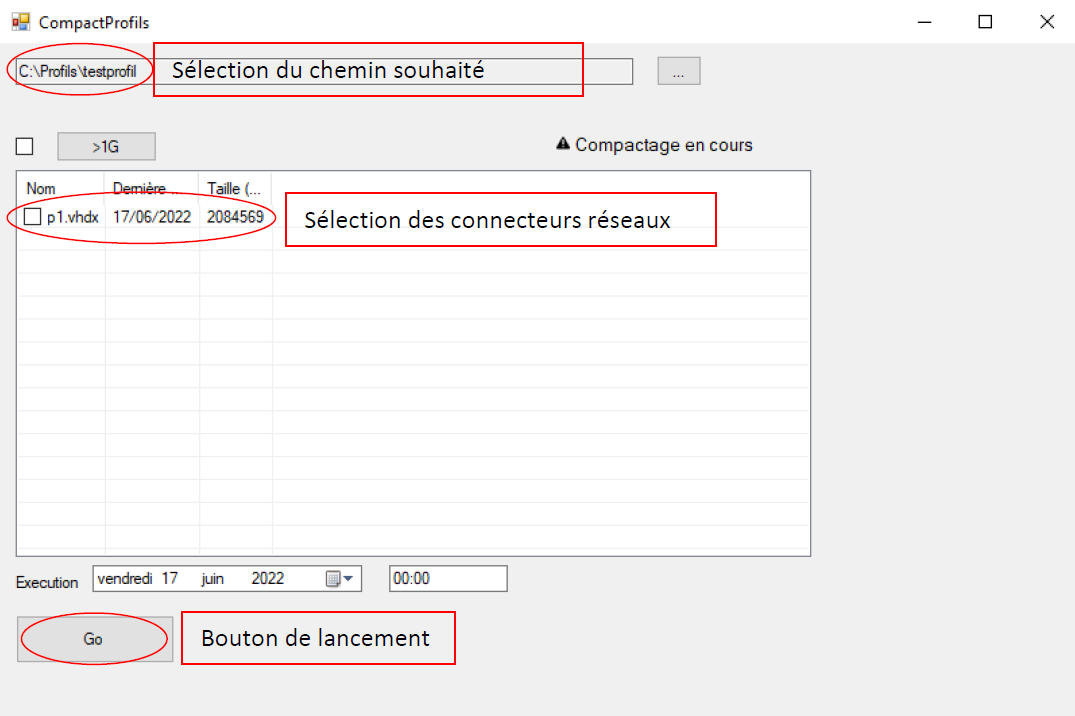 CompactProfils
C:\Profils\testprofil
Sélection du chemin souhaité
...
>1G
Compactage en cours
Nom Dernière ... Taille (...
p1.vhdx 17/06/2022 2084569
Sélection des connecteurs réseaux
Execution vendredi 17 juin 2022 00:00
Go
Bouton de lancement